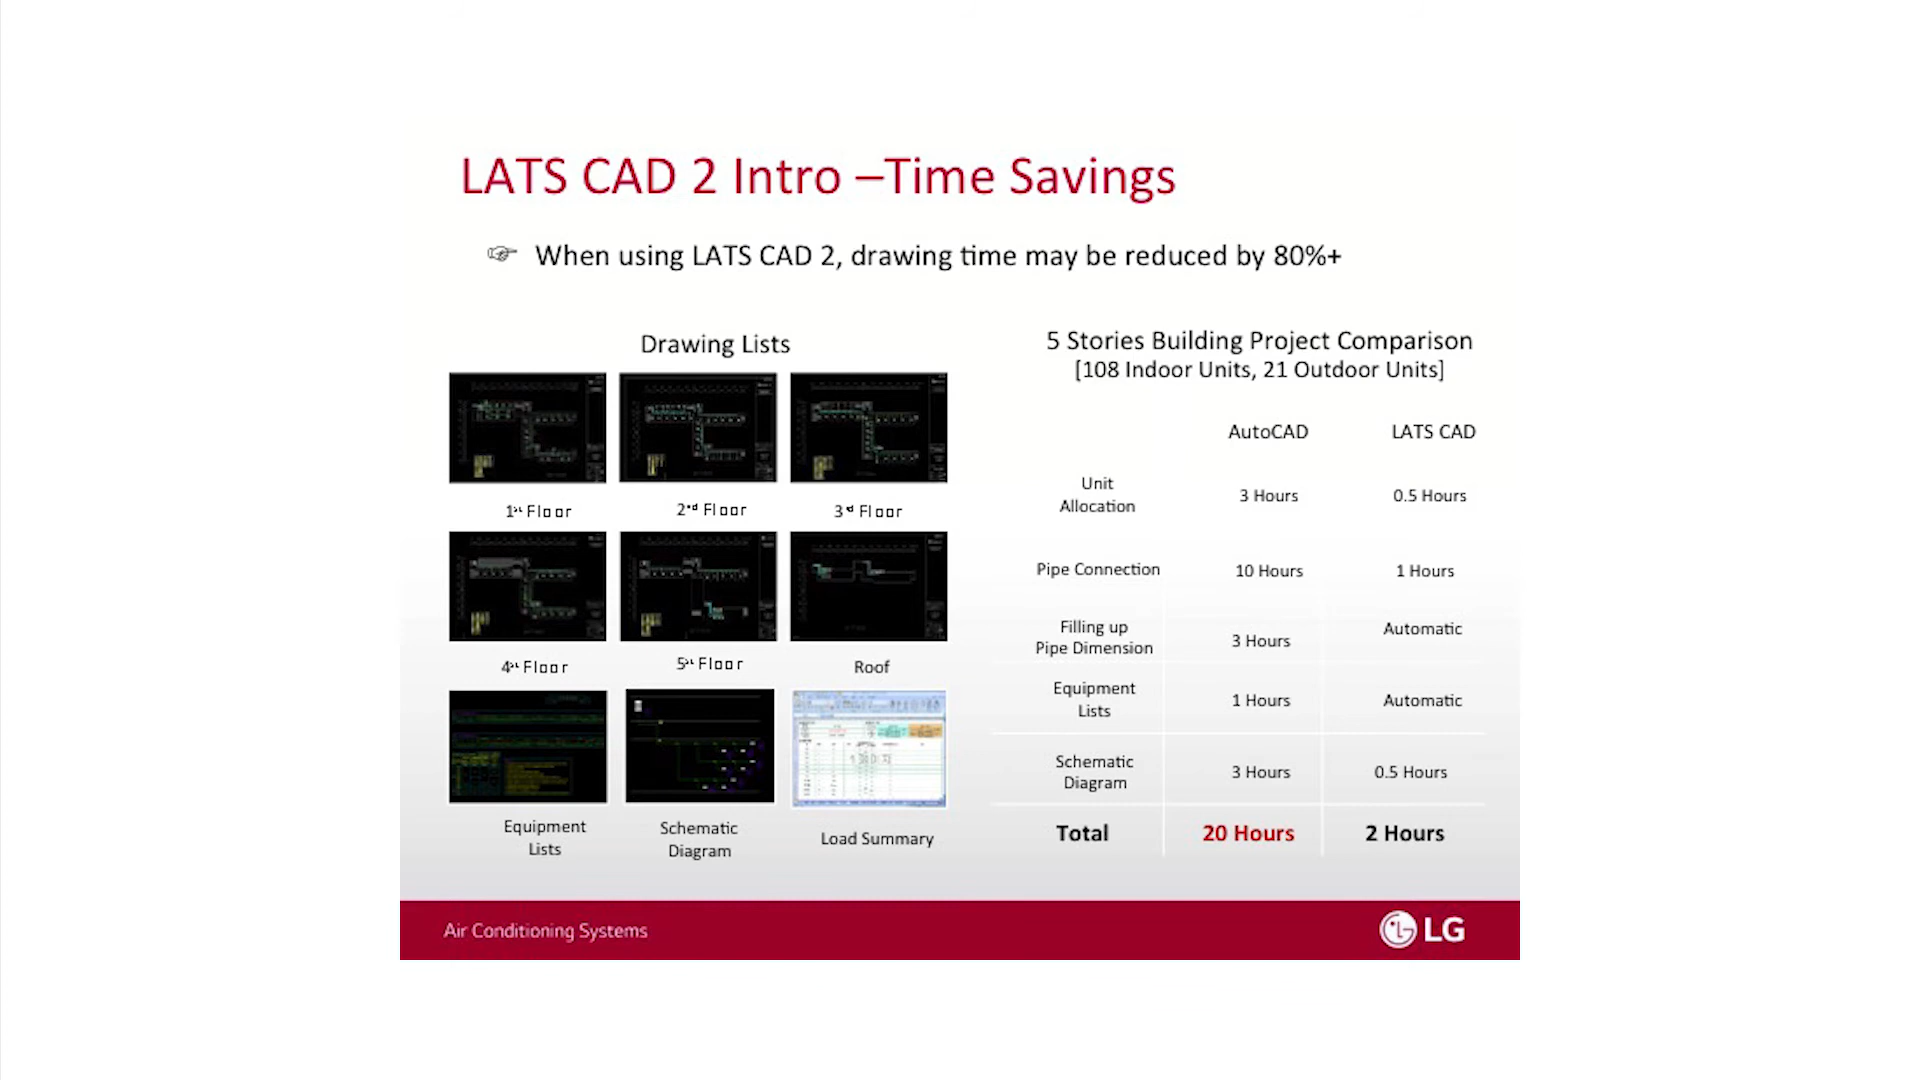 LATS CAD 2 Intro –Time Savings
☞ When using LATS CAD 2, drawing time may be reduced by 80%+
Drawing Lists
1st Floor
2nd Floor
3rd Floor
4st Floor
5st Floor
Roof
Equipment
Lists
Schematic
Diagram
Load Summary
5 Stories Building Project Comparison
[108 Indoor Units, 21 Outdoor Units]
AutoCAD LATS CAD
Unit
Allocation
3 Hours 0.5 Hours
Pipe Connection 10 Hours 1 Hours
Filling up
Pipe Dimension
3 Hours Automatic
Equipment
Lists
1 Hours Automatic
Schematic
Diagram
3 Hours 0.5 Hours
Total 20 Hours 2 Hours
Air Conditioning Systems
LG